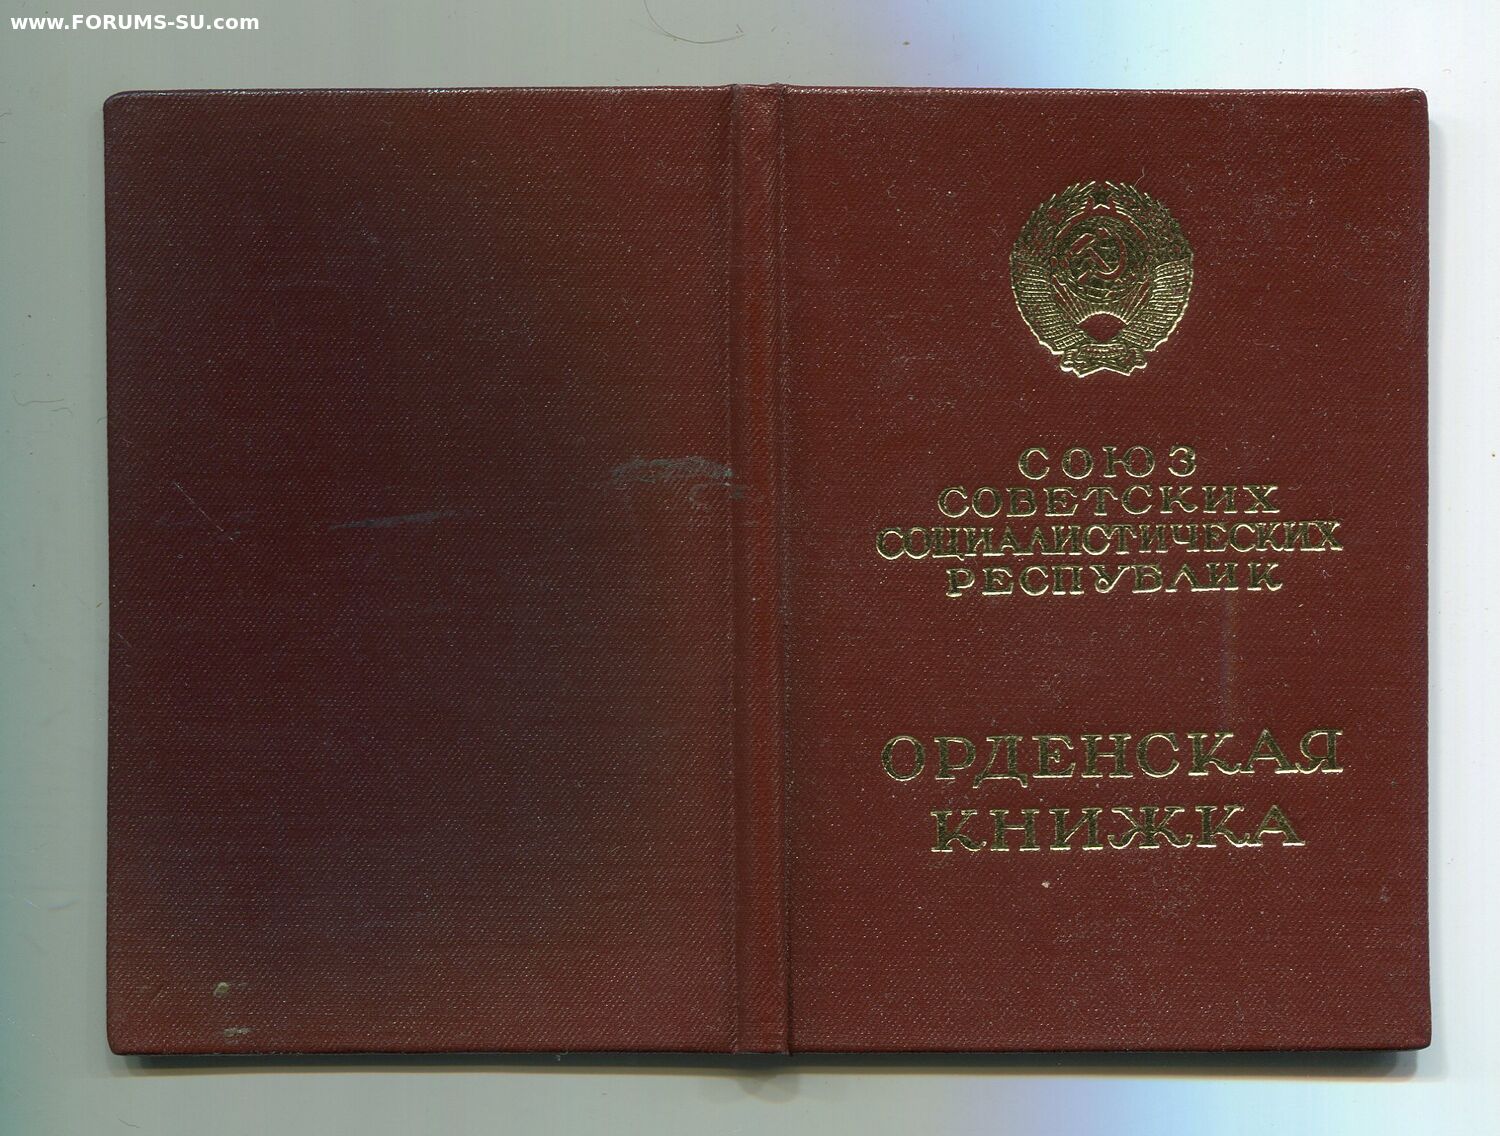 www.FORUMS-SU.com
СОЮЗ
СОВЕТСКИХ
СОЦИАЛИСТИЧЕСКИХ
РЕСПУБЛИК
ОРДЕНСКАЯ
КНИЖКА